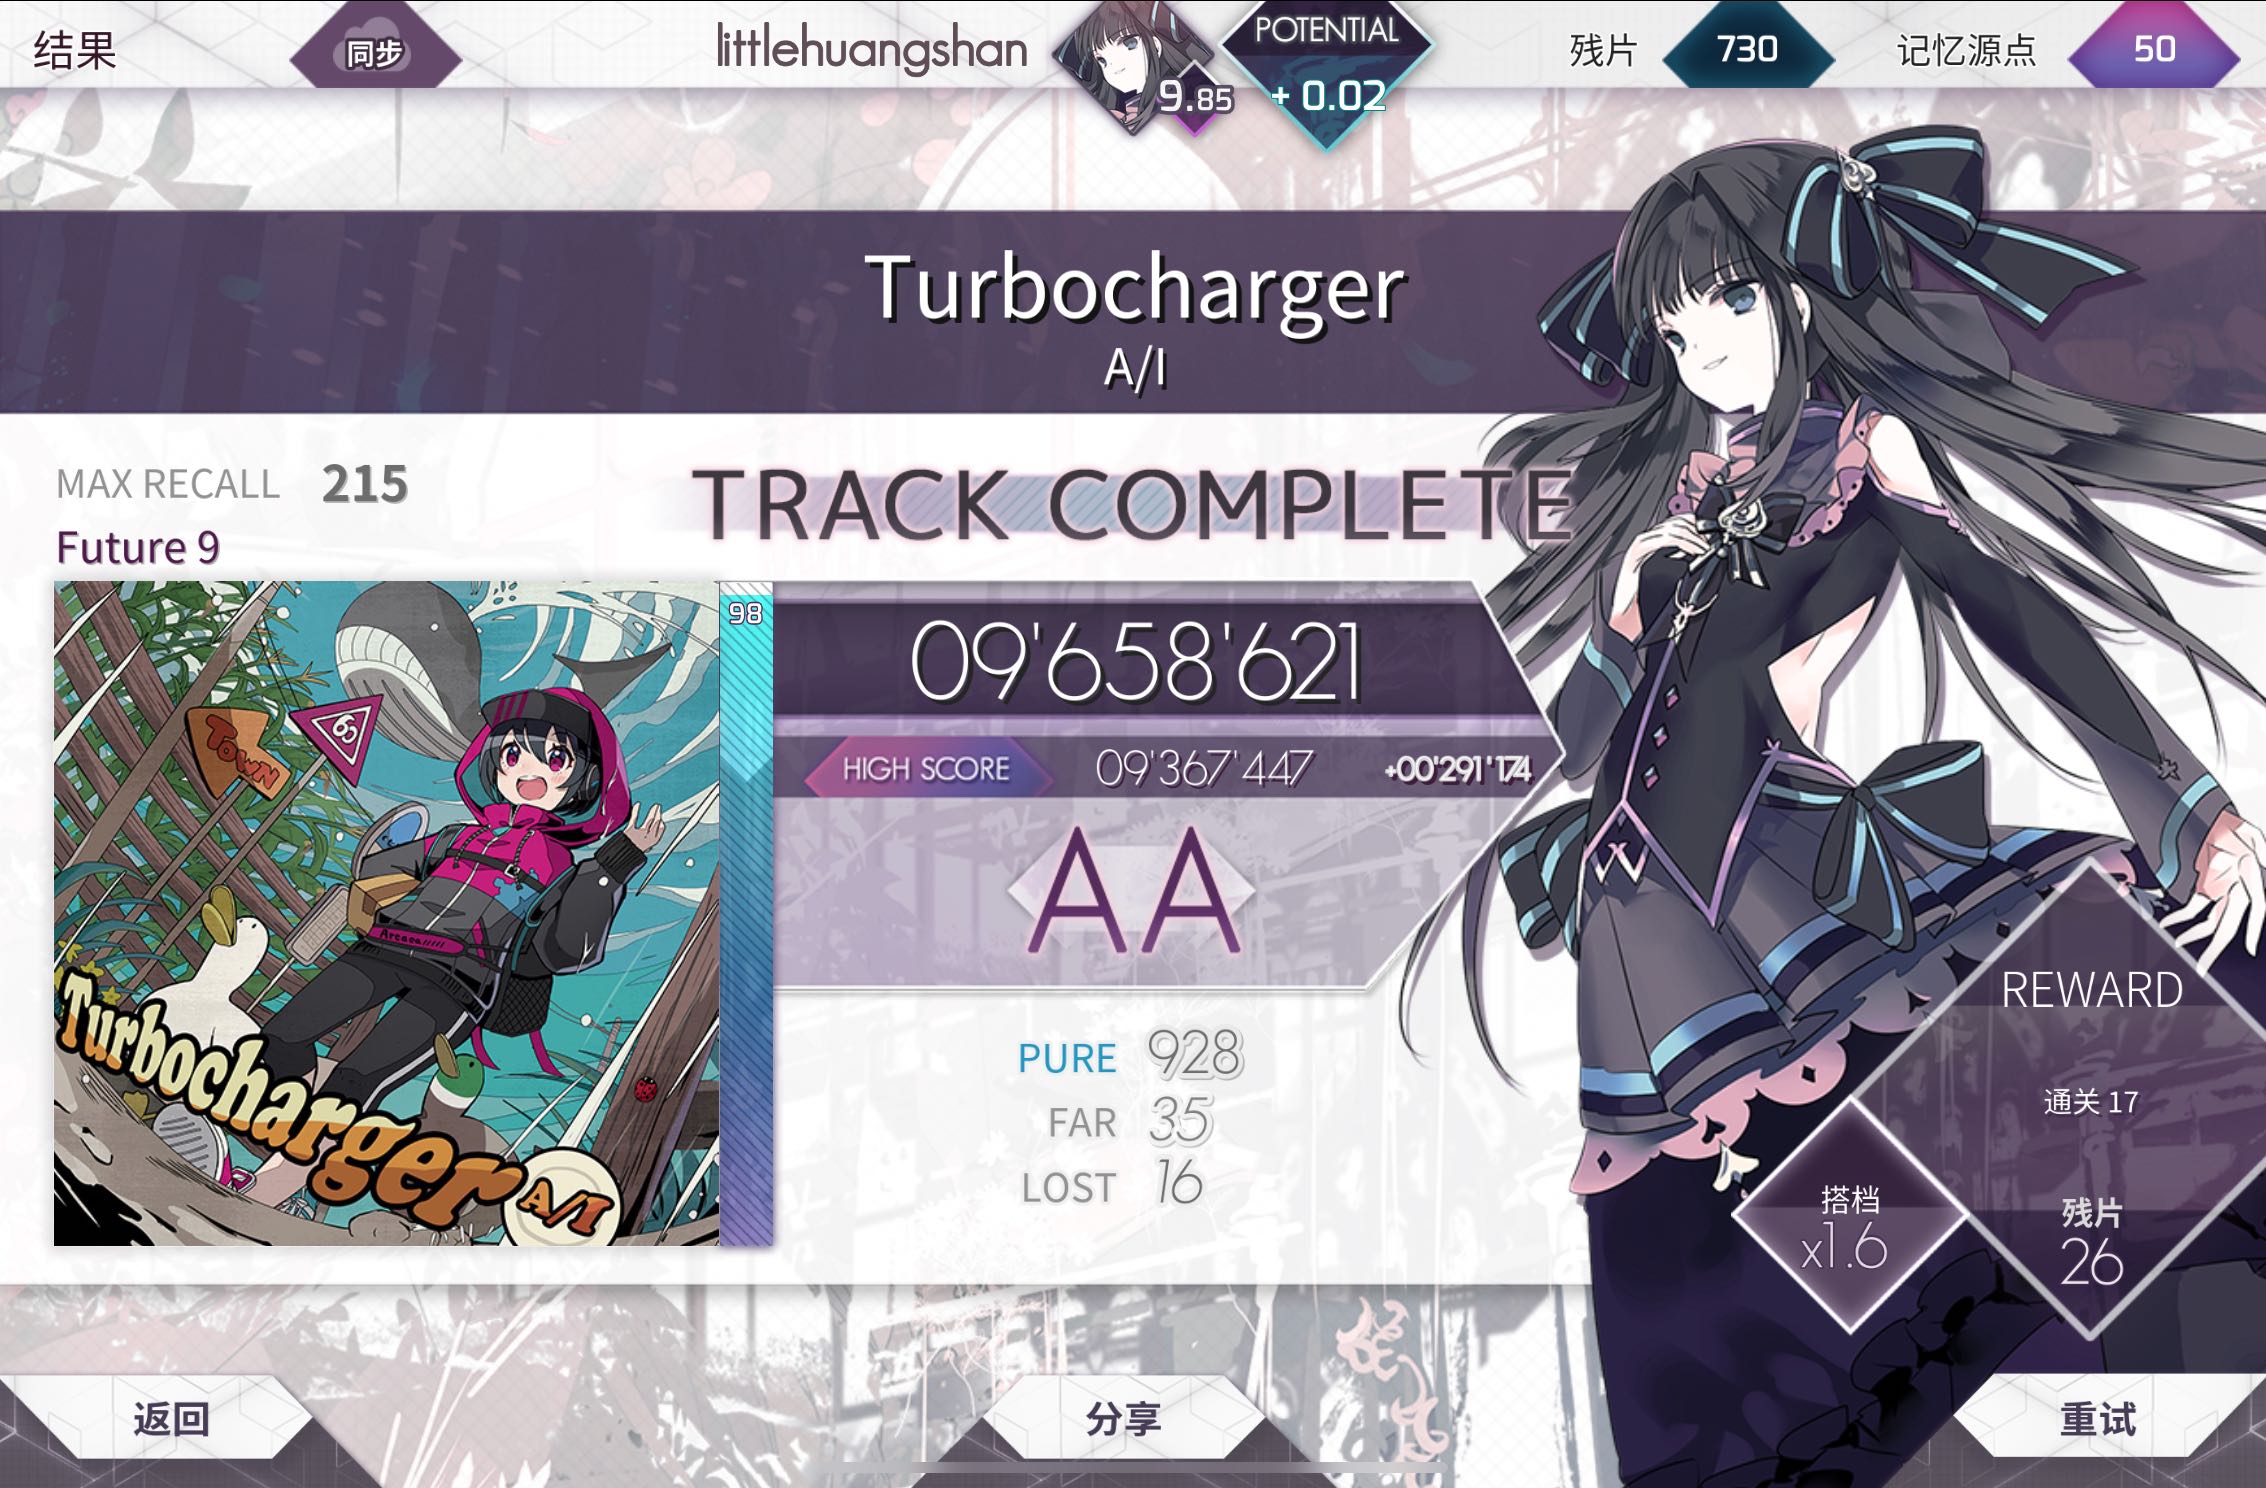 结果
同步
littlehuangshan
9.85
POTENTIAL
+ 0.02
残片 730
记忆源点 50
Turbocharger
A/I
MAX RECALL 215
Future 9
TRACK COMPLETE
98
09'658'621
HIGH SCORE 09'367'447 +00'291'174
AA
TOWN
Arcaea
Turbocharger
A/I
PURE 928
FAR 35
LOST 16
REWARD
通关 17
搭档
x1.6
残片
26
返回
分享
重试